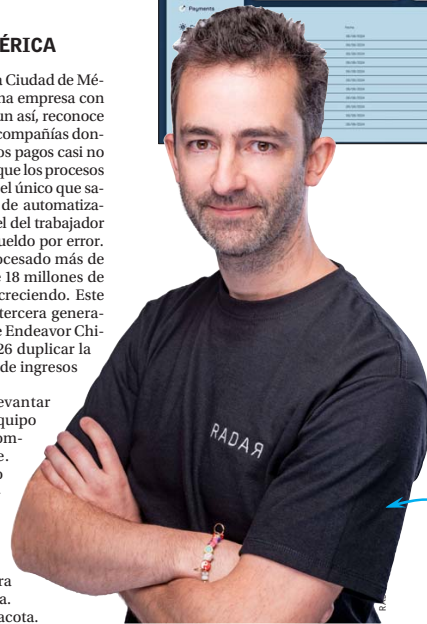 Payments
ÉRICA
a Ciudad de Mé-
na empresa con
un así, reconoce
compañías don-
os pagos casi no
que los procesos
el único que sa-
de automatiza-
el del trabajador
ueldo por error.
ocesado más de
e 18 millones de
creciendo. Este
tercera genera-
e Endeavor Chi-
26 duplicar la
de ingresos
evantar
quipo
om-
e.
o
ra
a.
acota.
RADAR